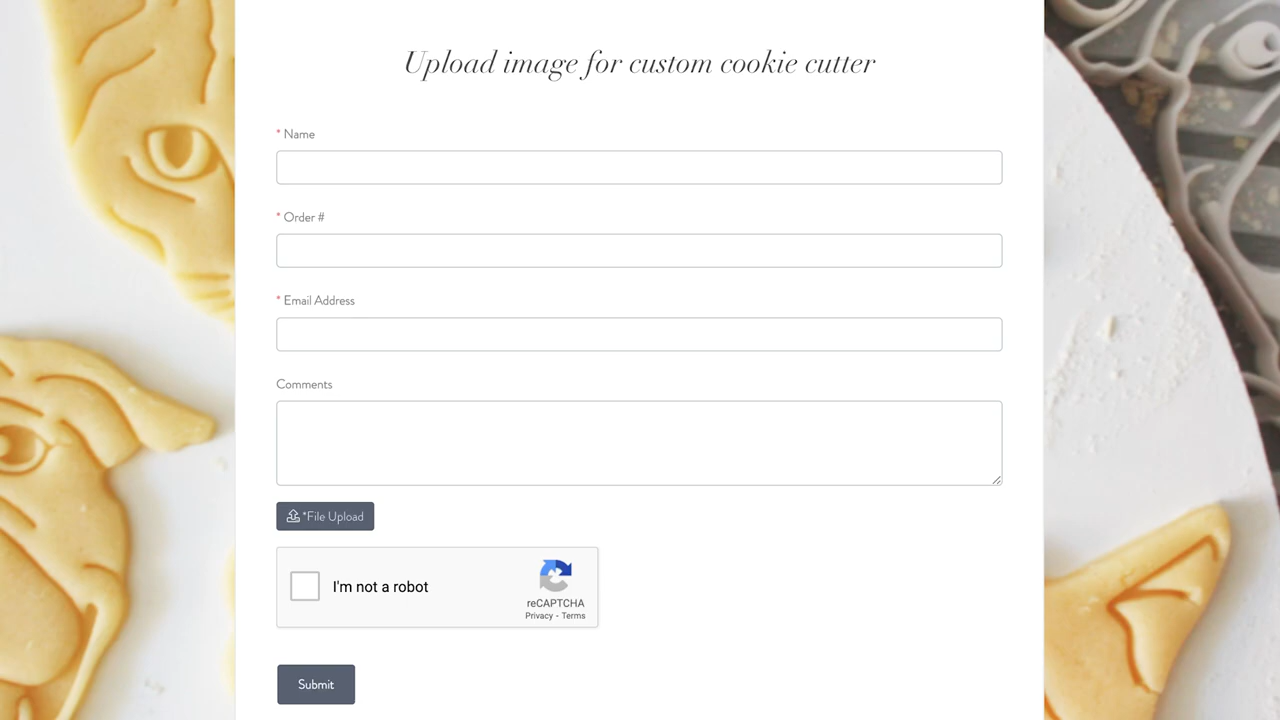 Upload image for custom cookie cutter
* Name
* Order #
* Email Address
Comments
*File Upload
I'm not a robot
reCAPTCHA
Privacy - Terms
Submit